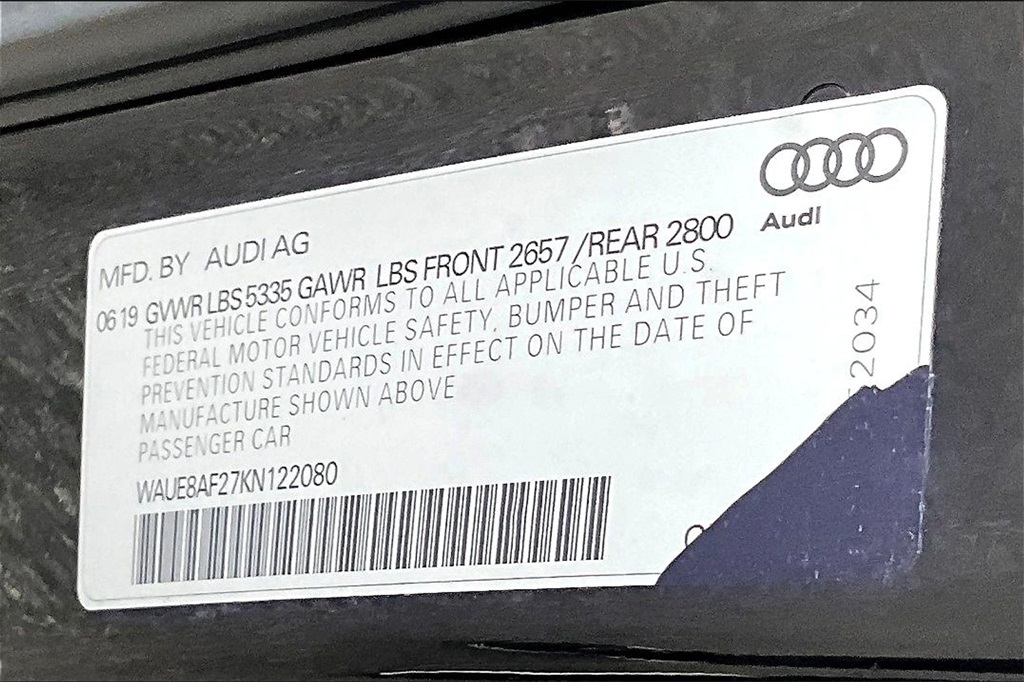 Audi
MFD. BY AUDI AG
0619 GVWR LBS 5335 GAWR LBS FRONT 2657 /REAR 2800
THIS VEHICLE CONFORMS TO ALL APPLICABLE U.S.
FEDERAL MOTOR VEHICLE SAFETY, BUMPER AND THEFT
PREVENTION STANDARDS IN EFFECT ON THE DATE OF
MANUFACTURE SHOWN ABOVE
PASSENGER CAR
WAUE8AF27KN122080
2034